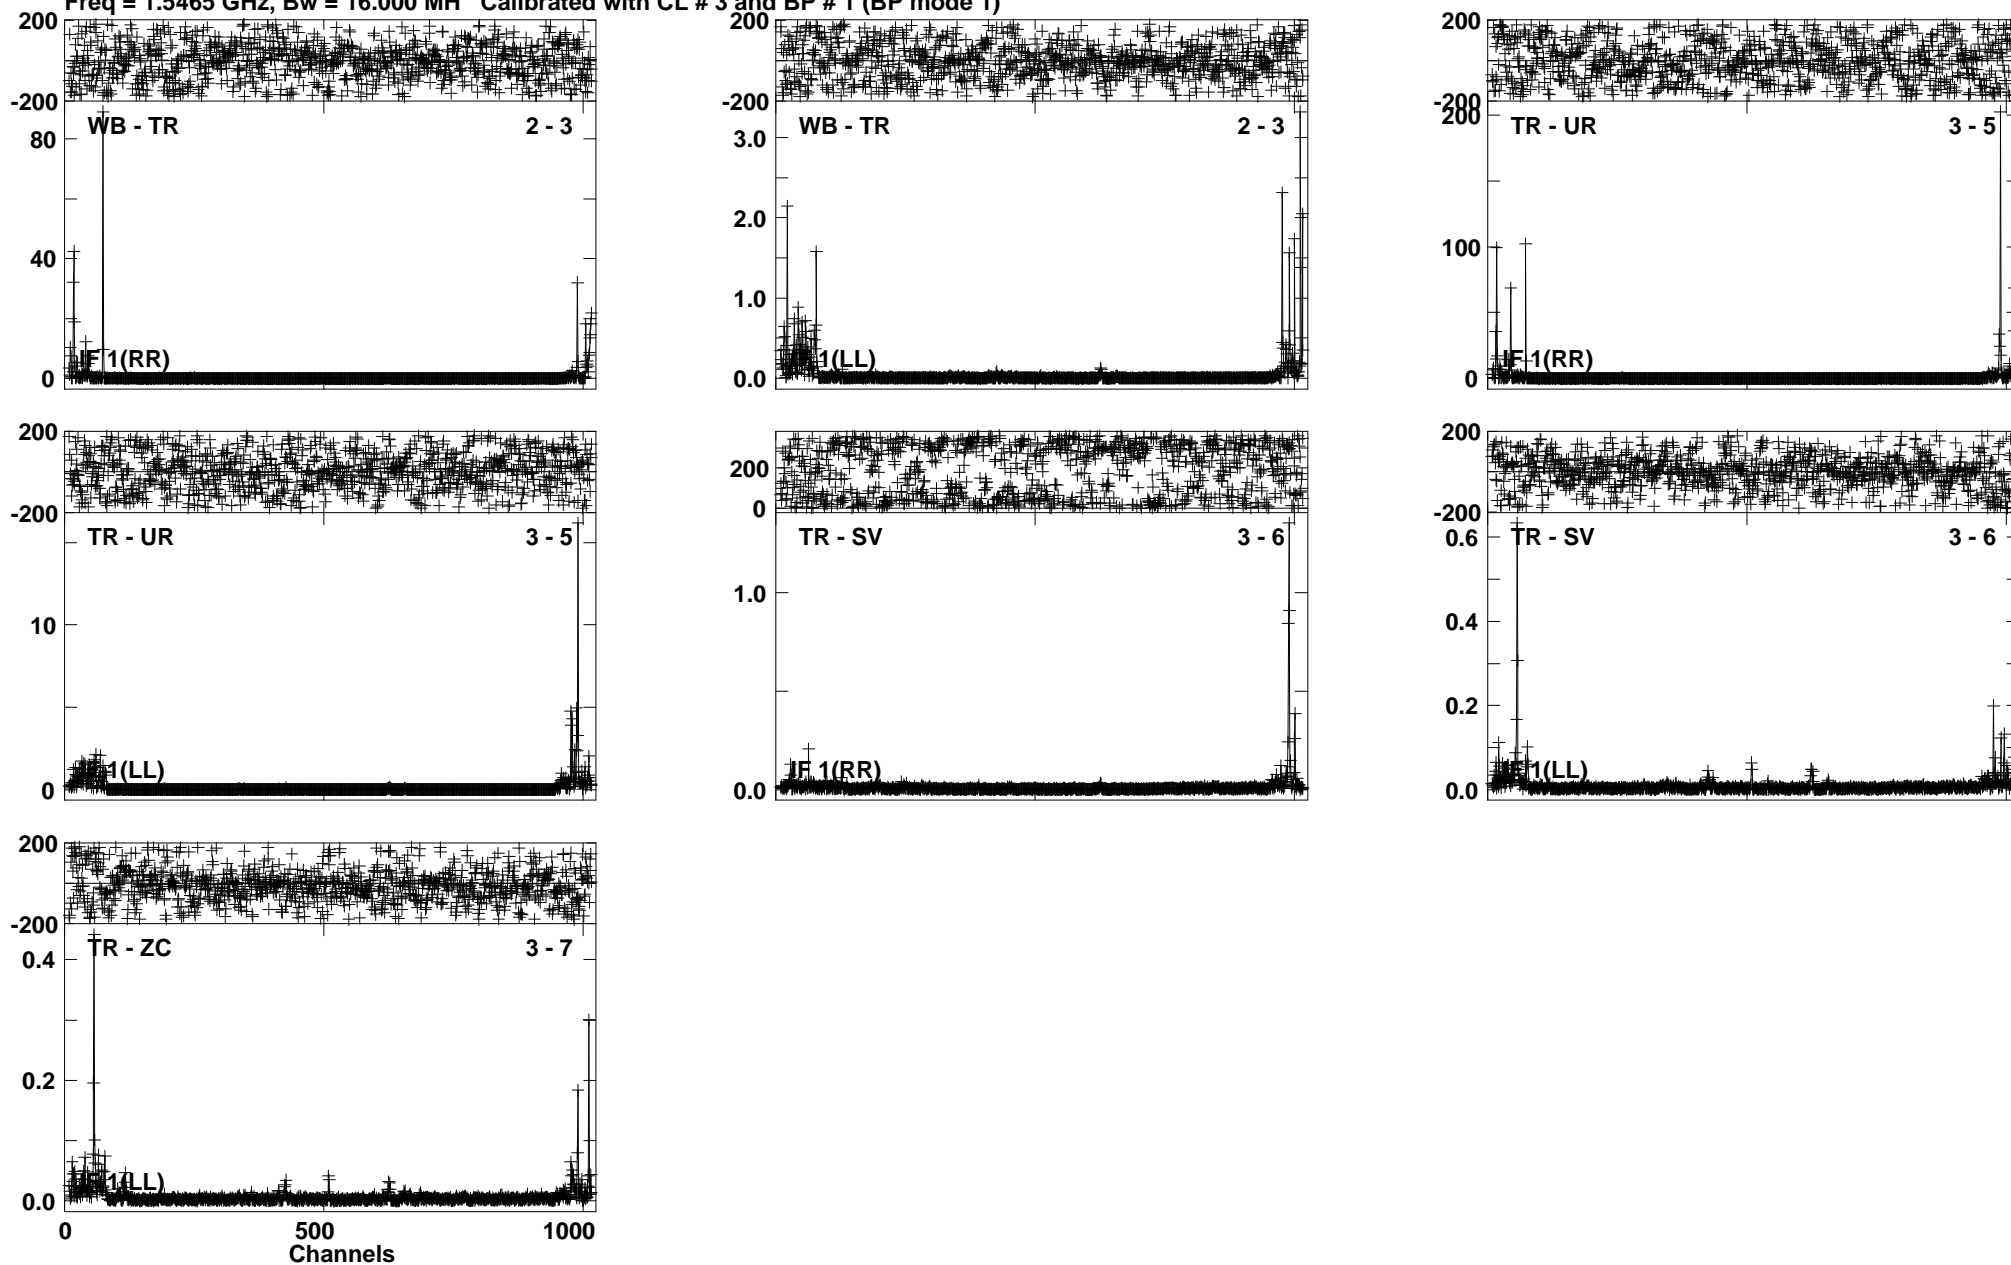 Freq = 1.5465 GHz, Bw = 16.000 MH Calibrated with CL # 3 and BP # 1 (BP mode 1)
200
-200
WB - TR 2 - 3
80
40
0
IF 1(RR)
200
-200
WB - TR 2 - 3
3.0
2.0
1.0
0.0
IF 1(LL)
200
-200
TR - UR 3 - 5
200
100
0
IF 1(RR)
200
-200
TR - UR 3 - 5
10
0
IF 1(LL)
200
0
TR - SV 3 - 6
1.0
0.0
IF 1(RR)
200
-200
TR - SV 3 - 6
0.6
0.4
0.2
0.0
IF 1(LL)
200
-200
TR - ZC 3 - 7
0.4
0.2
0.0
IF 1(LL)
0 500 1000
Channels